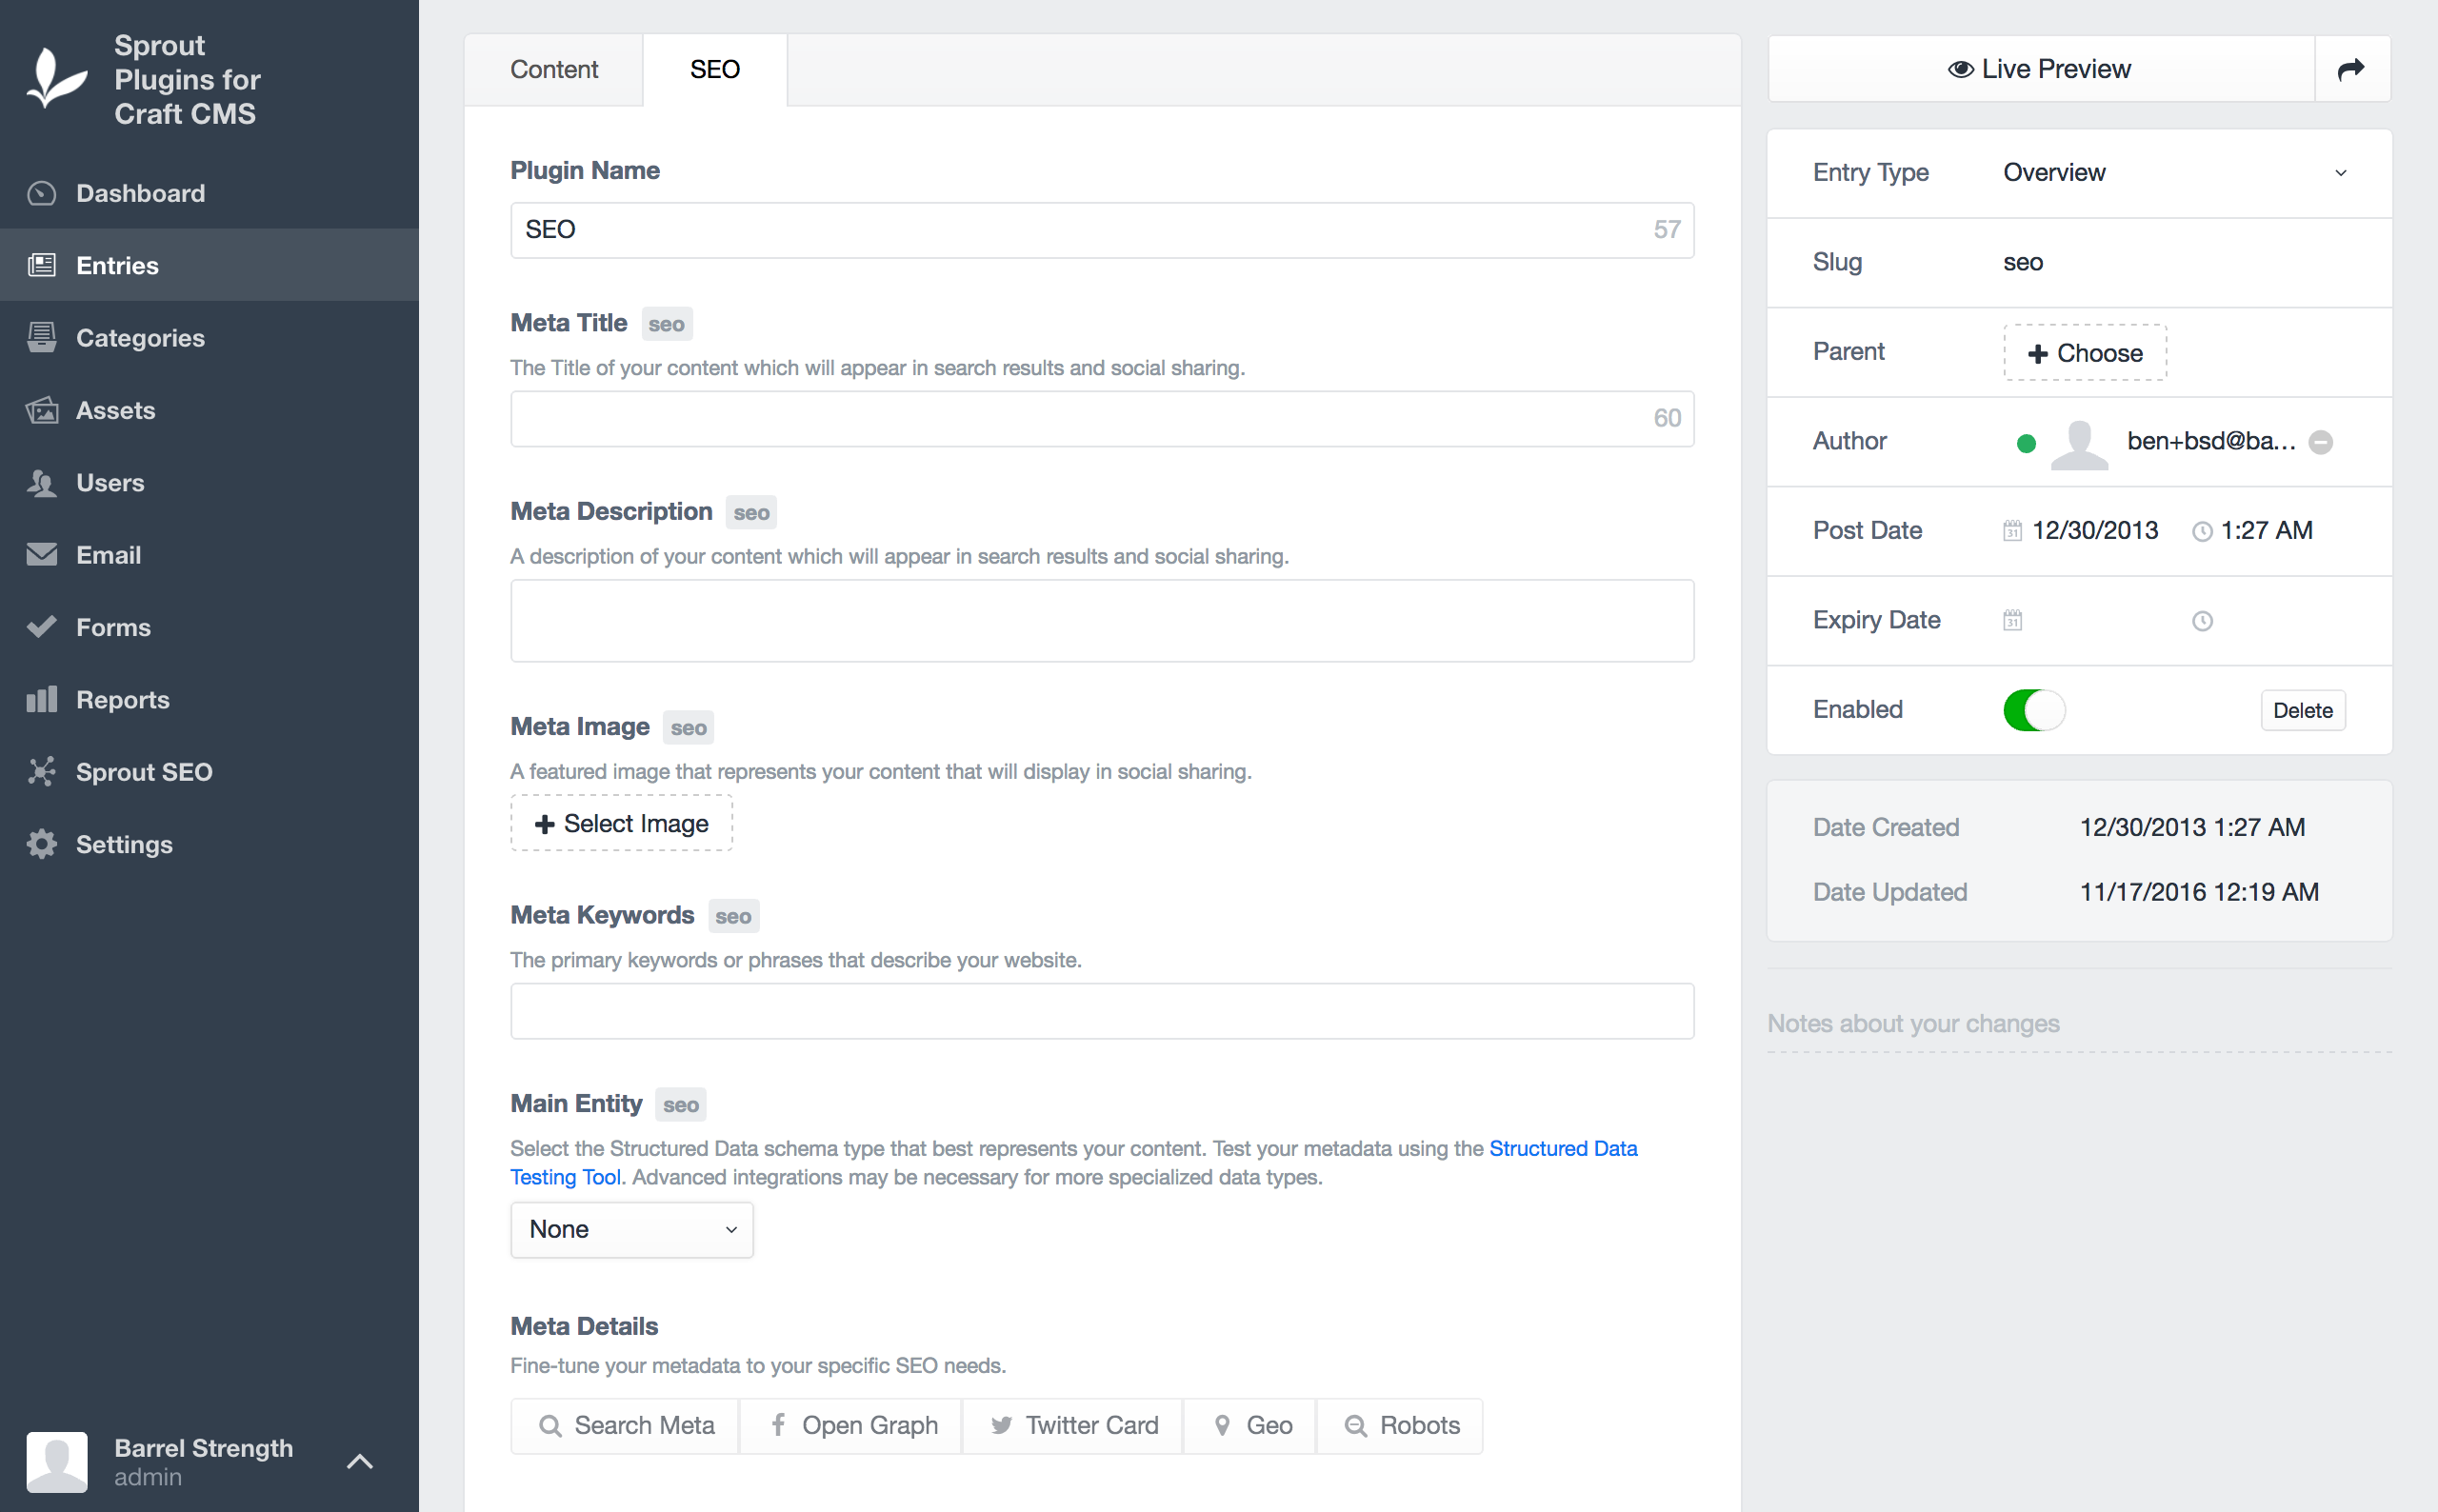 Sprout
Plugins for
Craft CMS
Dashboard
Entries
Categories
Assets
Users
Email
Forms
Reports
Sprout SEO
Settings
Barrel Strength
admin
Content
SEO
Plugin Name
SEO
57
Meta Title seo
The Title of your content which will appear in search results and social sharing.
60
Meta Description seo
A description of your content which will appear in search results and social sharing.
Meta Image seo
A featured image that represents your content that will display in social sharing.
Select Image
Meta Keywords seo
The primary keywords or phrases that describe your website.
Main Entity seo
Select the Structured Data schema type that best represents your content. Test your metadata using the Structured Data
Testing Tool. Advanced integrations may be necessary for more specialized data types.
None
Meta Details
Fine-tune your metadata to your specific SEO needs.
Search Meta
Open Graph
Twitter Card
Geo
Robots
Live Preview
Entry Type Overview
Slug seo
Parent Choose
Author ben+bsd@ba...
Post Date 31 12/30/2013 1:27 AM
Expiry Date 31
Enabled Delete
Date Created 12/30/2013 1:27 AM
Date Updated 11/17/2016 12:19 AM
Notes about your changes